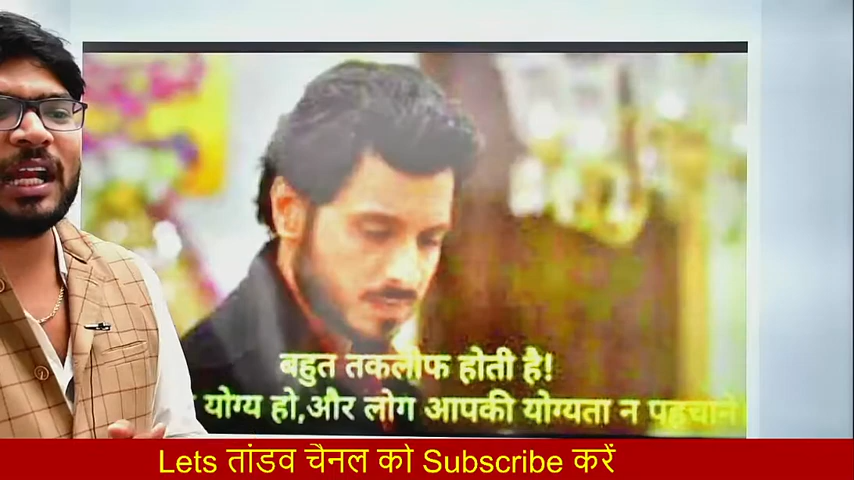 बहुत तकलीफ होती है!
योग्य हो,और लोग आपकी योग्यता न पहचाने
Lets तांडव चैनल को Subscribe करें